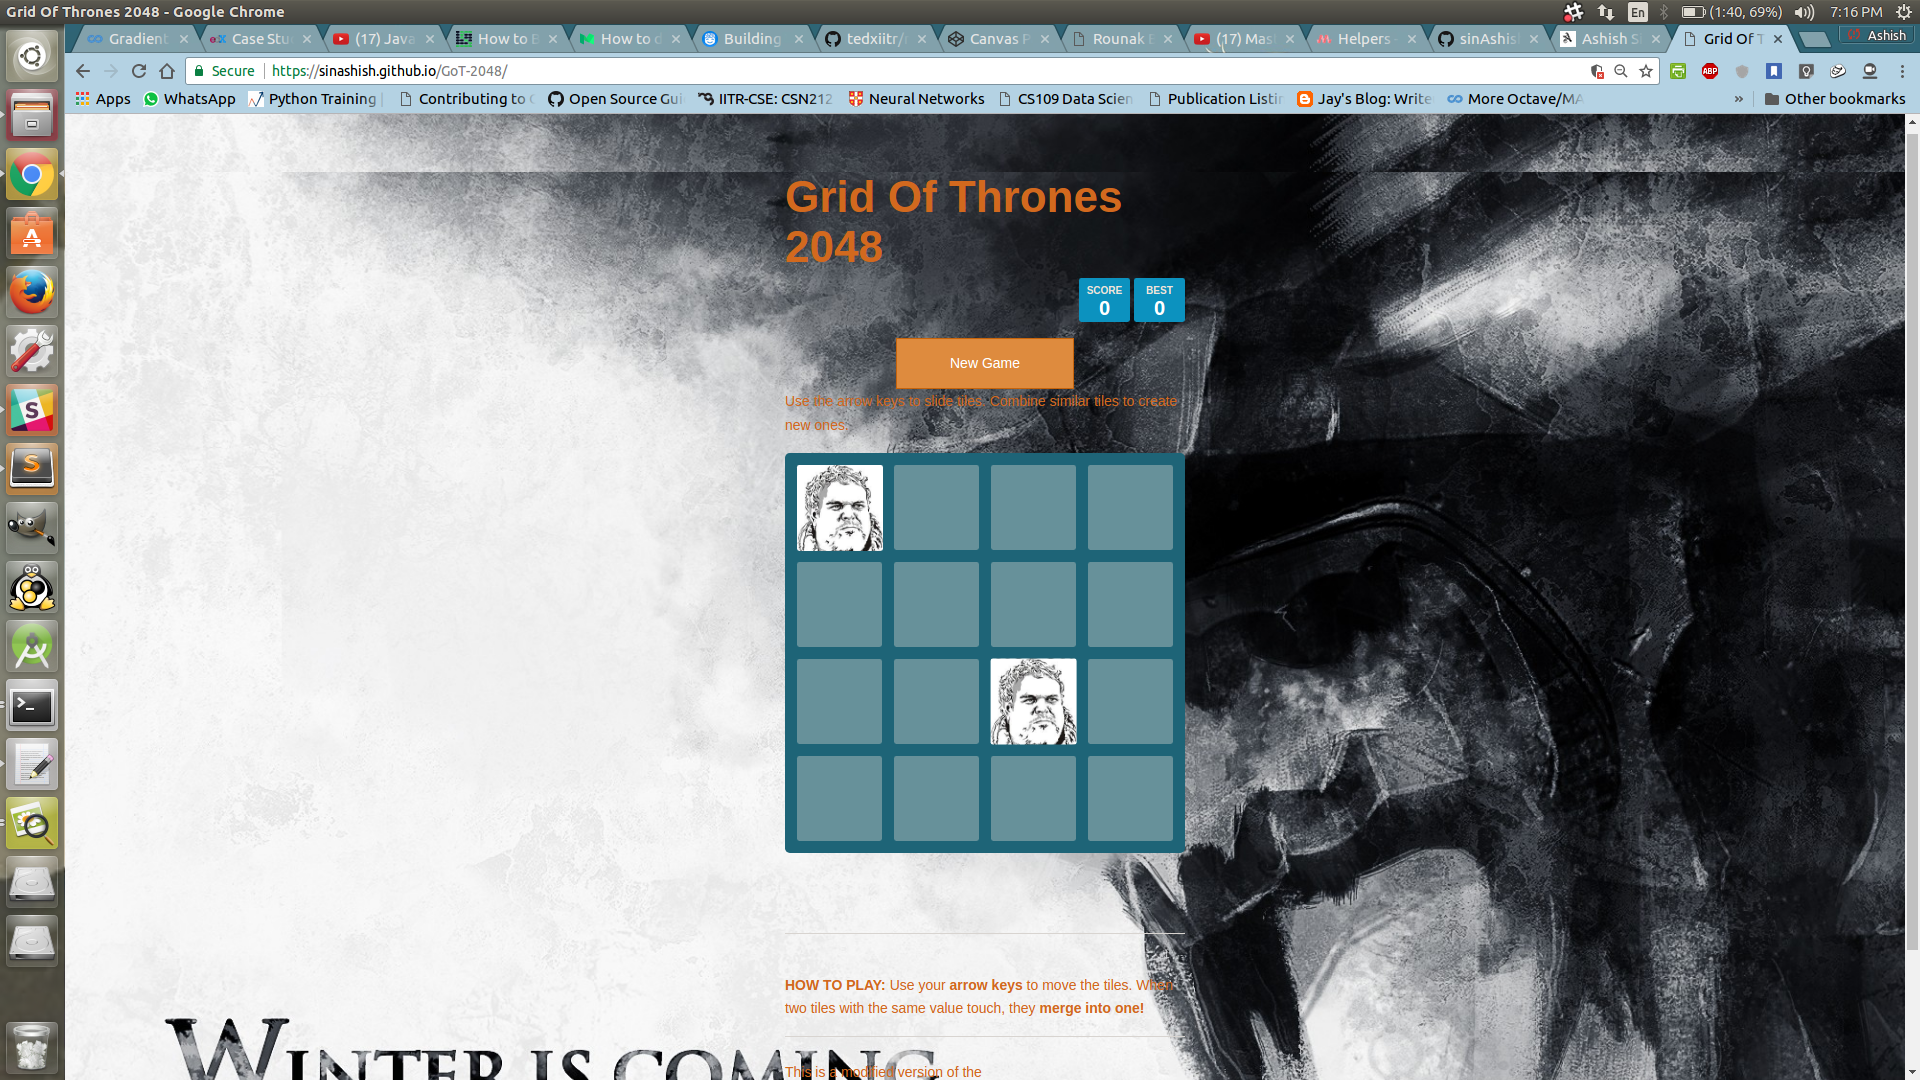 Grid Of Thrones 2048 - Google Chrome
En
(1:40, 69%)
7:16 PM
Gradient
Case Stu
(17) Java
How to
How to
Building
tedxiitr/
Canvas
Rounak
(17) Mas
Helpers
sinAshis
Ashish
Grid Of T
Ashish
Secure
https://sinashish.github.io/GoT-2048/
ABP
Apps
WhatsApp
Python Training
Contributing to
Open Source Gui
IITR-CSE: CSN212
Neural Networks
CS109 Data Scien
Publication Listin
Jay's Blog: Write
More Octave/MA
»
Other bookmarks
Grid Of Thrones
2048
SCORE
0
BEST
0
New Game
Use the arrow keys to slide tiles. Combine similar tiles to create
new ones.
HOW TO PLAY: Use your arrow keys to move the tiles. When
two tiles with the same value touch, they merge into one!
WINTER IS COMING
This is a modified version of the